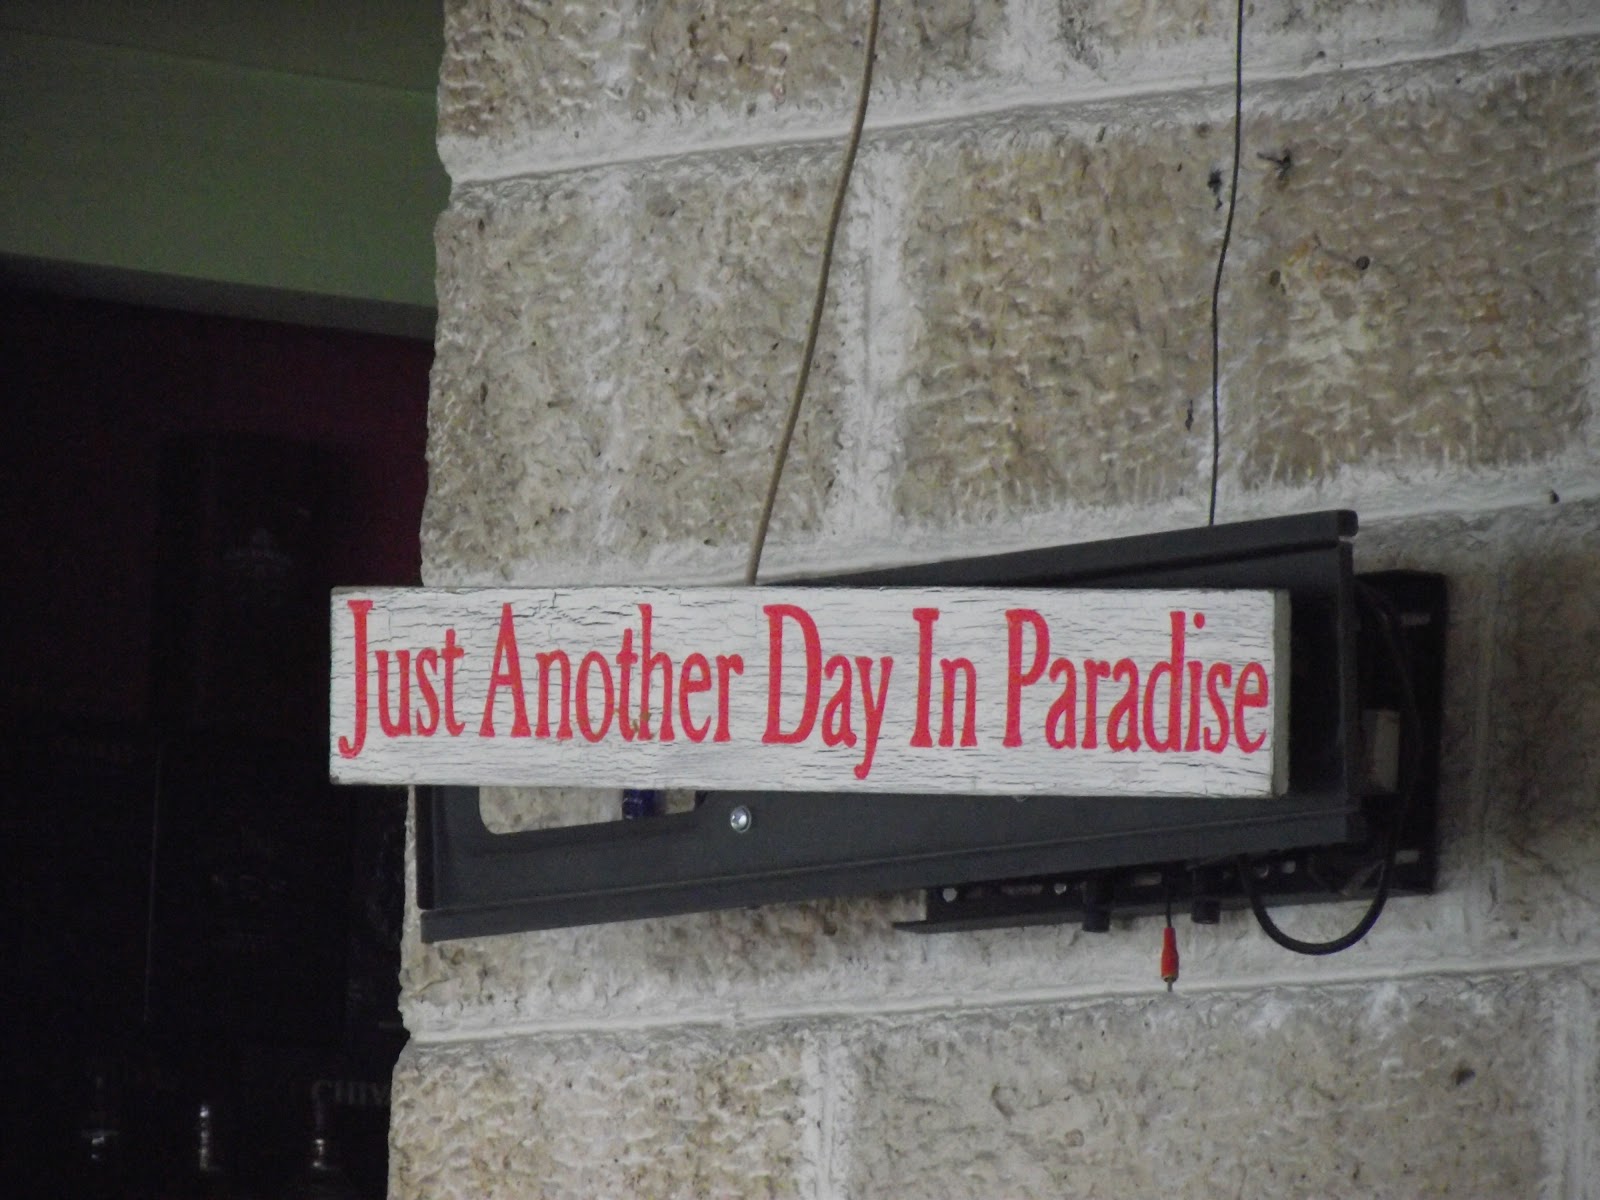 Just Another Day In Paradise